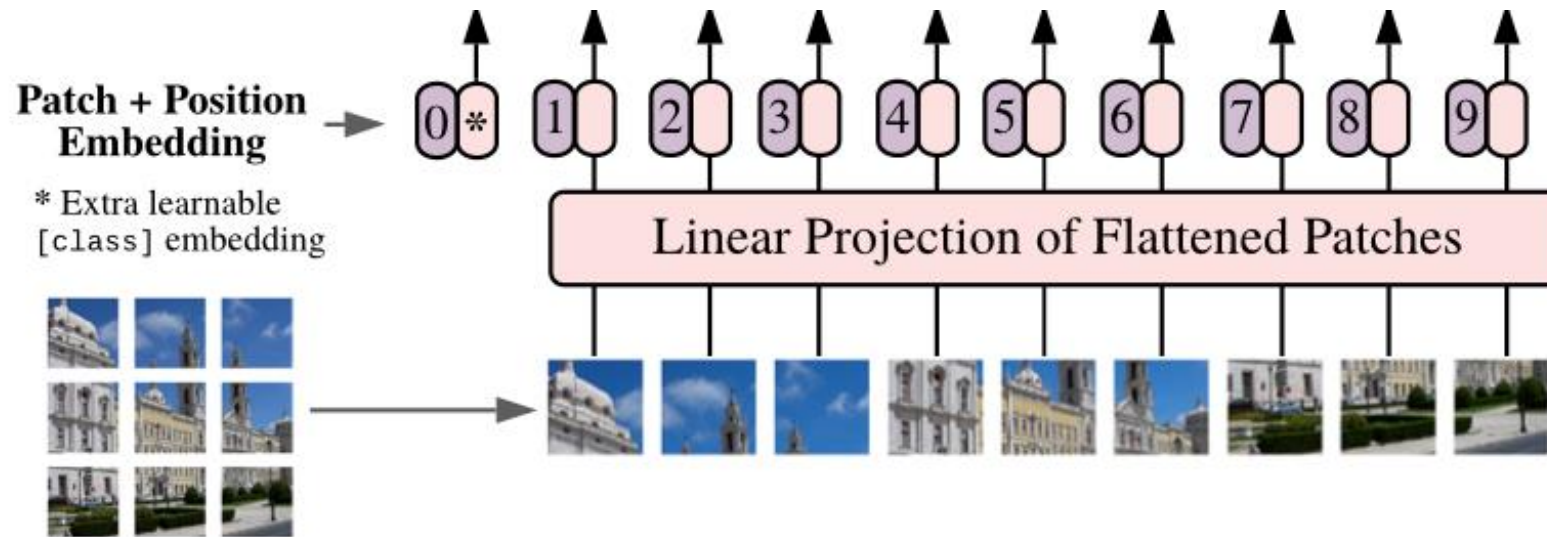 Patch + Position
Embedding
0 * 1 2 3 4 5 6 7 8 9
* Extra learnable
[class] embedding
Linear Projection of Flattened Patches